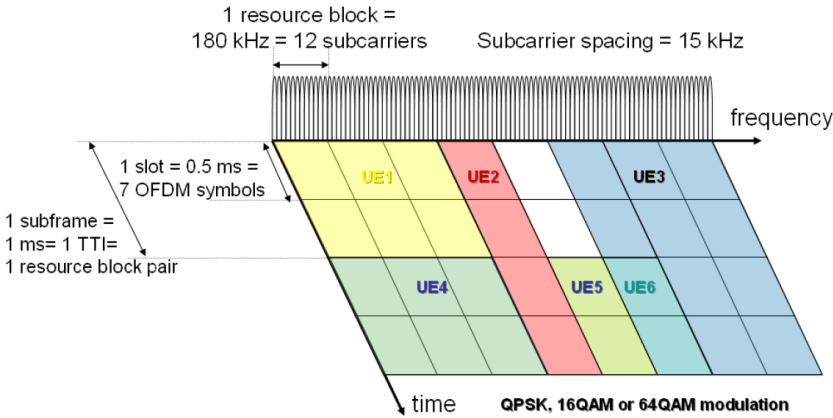 1 resource block =
180 kHz = 12 subcarriers
Subcarrier spacing = 15 kHz
frequency
1 slot = 0.5 ms =
7 OFDM symbols
UE1
UE2
UE3
1 subframe =
1 ms= 1 TTI=
1 resource block pair
UE4
UE5
UE6
time
QPSK, 16QAM or 64QAM modulation